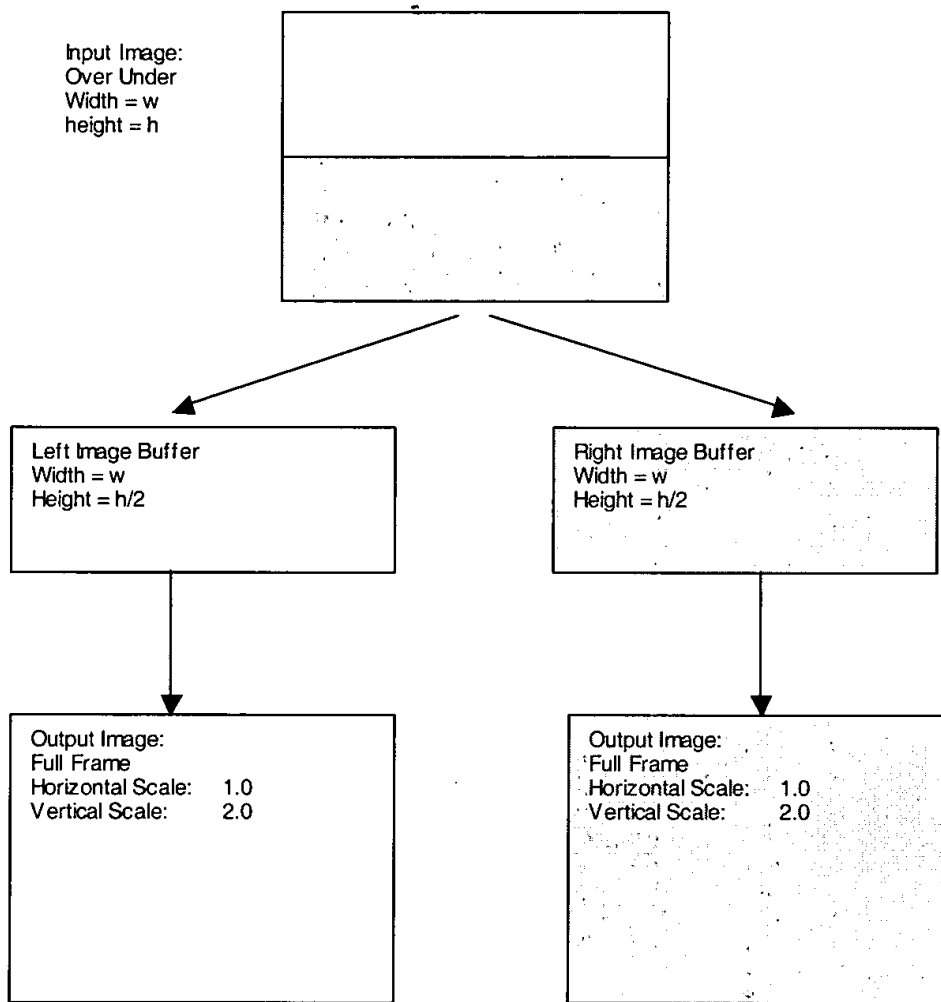 Input Image:
Over Under
Width = w
height = h
Left Image Buffer
Width = w
Height = h/2
Right Image Buffer
Width = w
Height = h/2
Output Image:
Full Frame
Horizontal Scale: 1.0
Vertical Scale: 2.0
Output Image:
Full Frame
Horizontal Scale: 1.0
Vertical Scale: 2.0